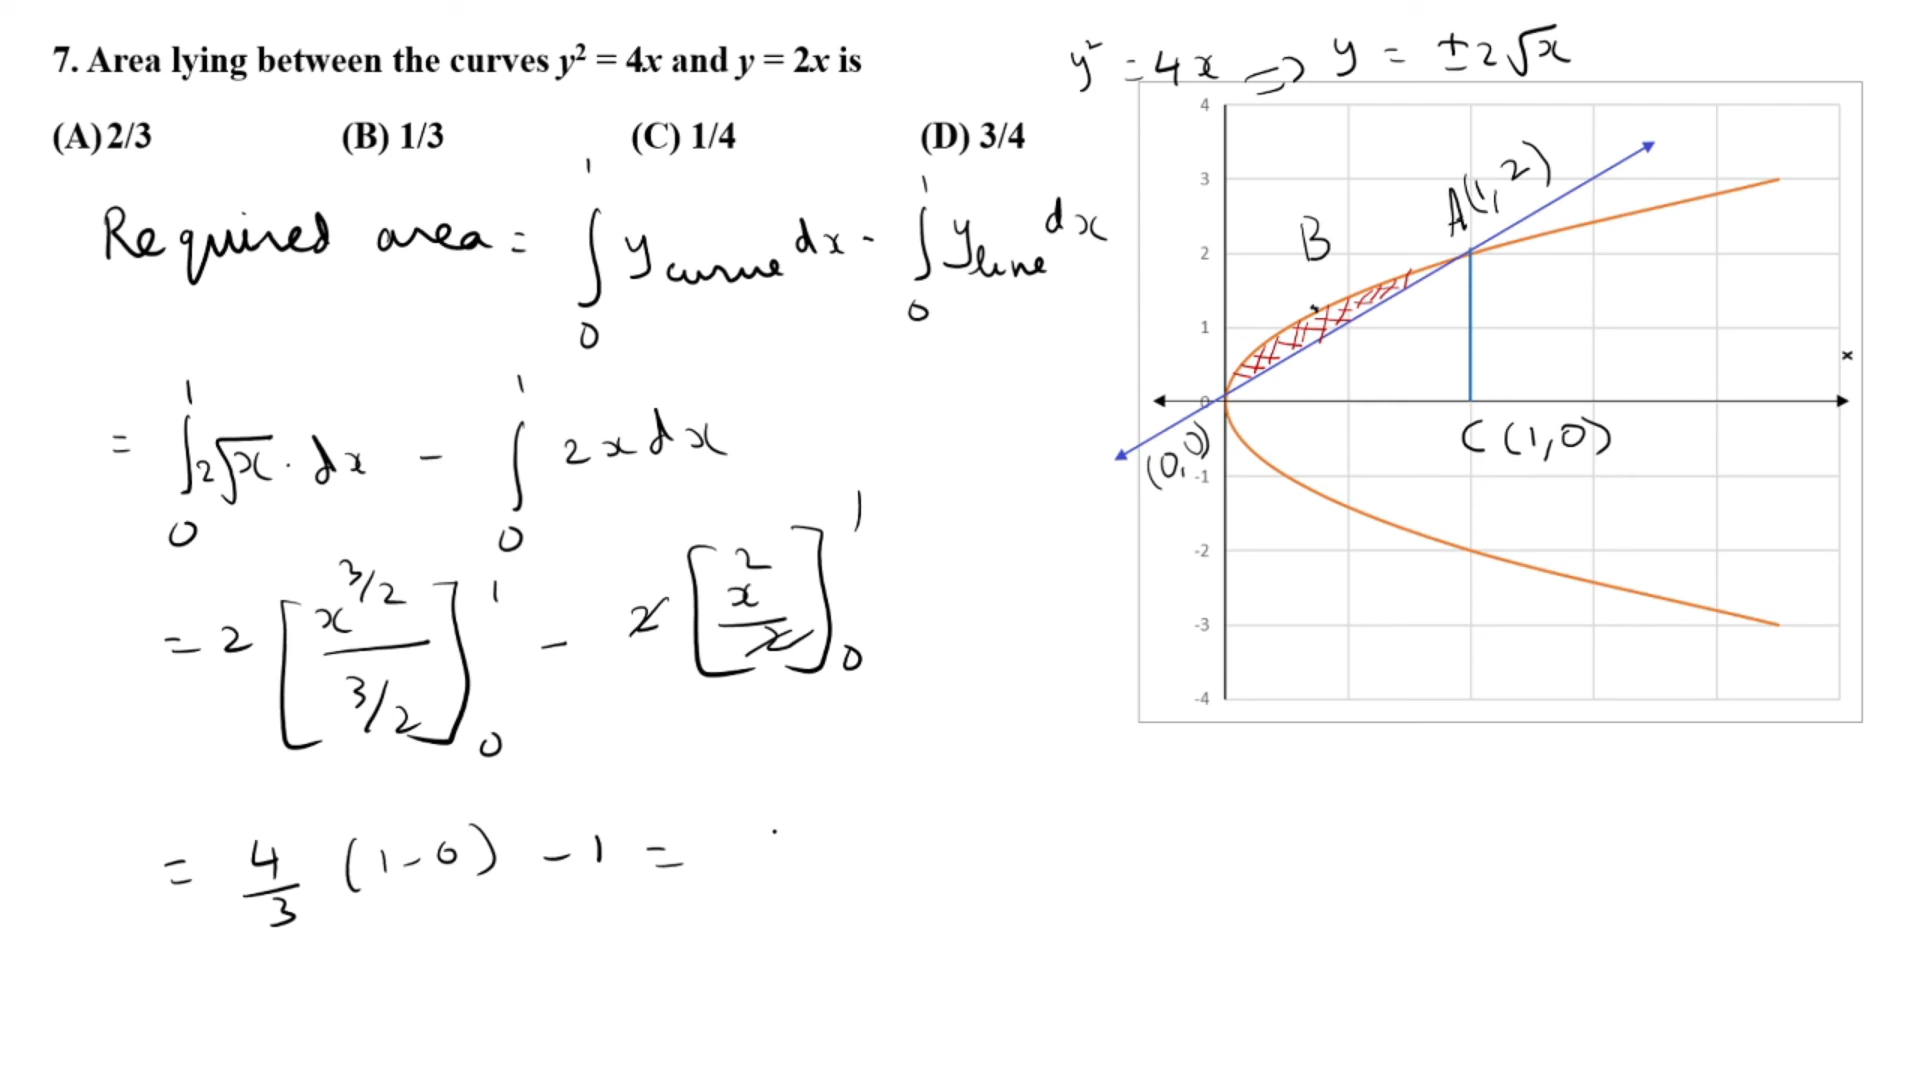 7. Area lying between the curves y² = 4x and y = 2x is
(A) 2/3 (B) 1/3 (C) 1/4 (D) 3/4
y² = 4x => y = ±2√x
Required area = ∫₀¹ y curve dx - ∫₀¹ y line dx
= ∫₀¹ 2√x · dx - ∫₀¹ 2x dx
= 2 [x^3/2 / 3/2]₀¹ - 2 [x² / 2]₀¹
= 4/3 (1-0) - 1 =
4
3
2
1
0
-1
-2
-3
-4
A(1, 2)
B
C (1,0)
(0,0)
x